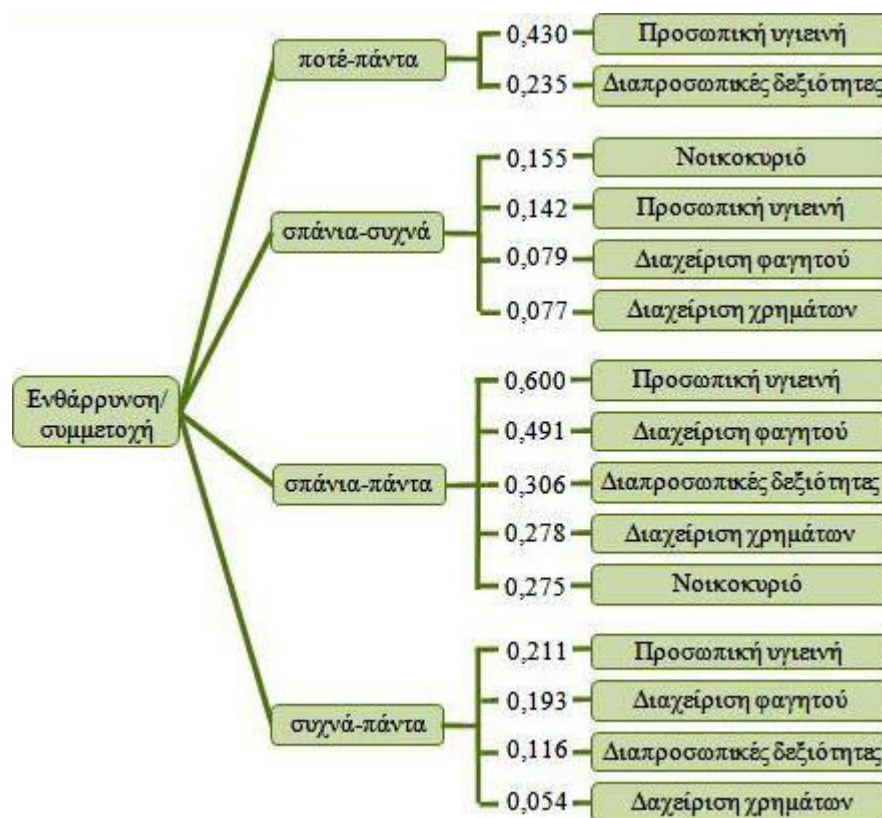 ποτέ-πάντα
0,430 Προσωπική υγιεινή
0,235 Διαπροσωπικές δεξιότητες
σπάνια-συχνά
0,155 Νοικοκυριό
0,142 Προσωπική υγιεινή
0,079 Διαχείριση φαγητού
0,077 Διαχείριση χρημάτων
Ενθάρρυνση/
συμμετοχή
σπάνια-πάντα
0,600 Προσωπική υγιεινή
0,491 Διαχείριση φαγητού
0,306 Διαπροσωπικές δεξιότητες
0,278 Διαχείριση χρημάτων
0,275 Νοικοκυριό
συχνά-πάντα
0,211 Προσωπική υγιεινή
0,193 Διαχείριση φαγητού
0,116 Διαπροσωπικές δεξιότητες
0,054 Δαχείριση χρημάτων